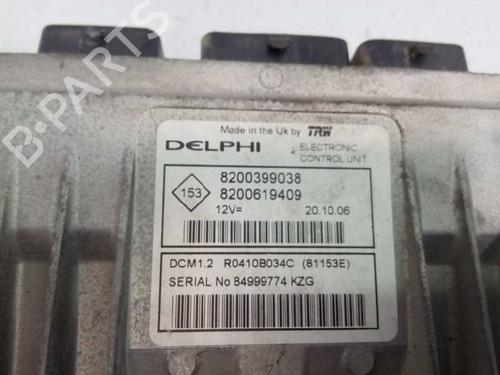 Made in the Uk by TRW
DELPHI
ELECTRONIC
CONTROL UNIT
153
8200399038
8200619409
12V=
20.10.06
DCM1.2 R0410B034C (81153E)
SERIAL No 84999774 KZG
B-PARTS